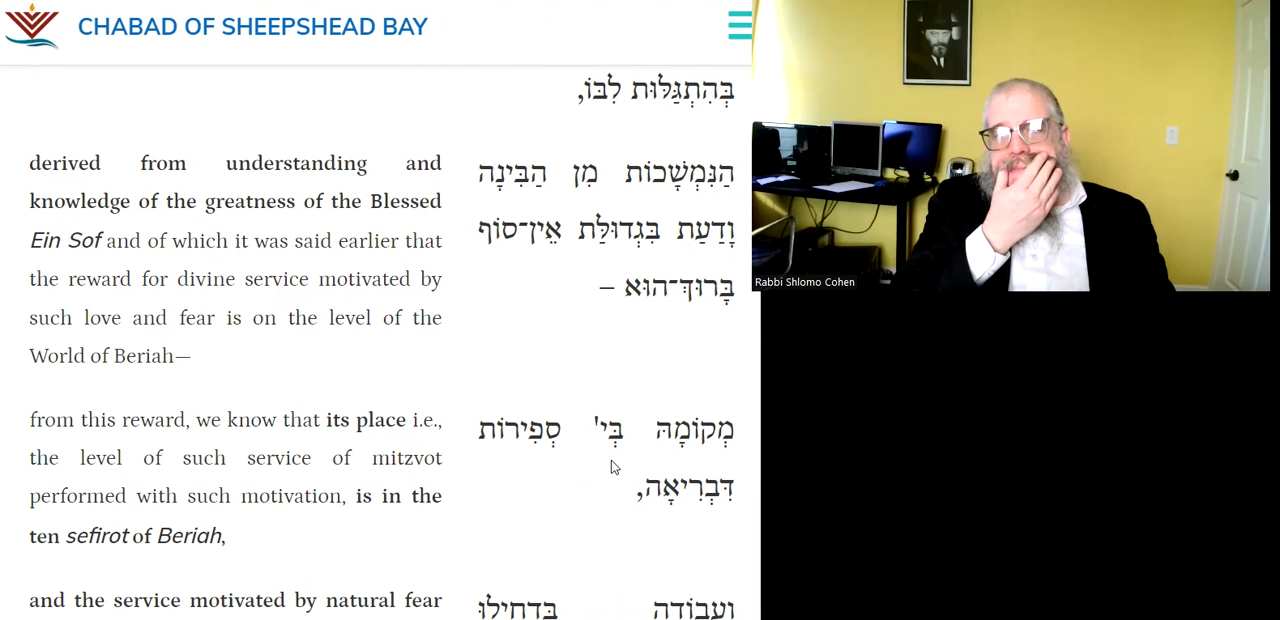 CHABAD OF SHEEPSHEAD BAY
בְּהִתְגַּלּוּת לִבּוֹ,
derived from understanding and
knowledge of the greatness of the Blessed
Ein Sof and of which it was said earlier that
the reward for divine service motivated by
such love and fear is on the level of the
World of Beriah—
הַנִּמְשָׁכוֹת מִן הַבִּינָה
וָדַעַת בִּגְדוּלַּת אֵין־סוֹף
בָּרוּךְ־הוּא –
from this reward, we know that its place i.e.,
the level of such service of mitzvot
performed with such motivation, is in the
ten sefirot of Beriah,
מְקוֹמָהּ בְּי' סְפִירוֹת
דִּבְרִיאָה,
and the service motivated by natural fear
ועבודה בדחילו
Rabbi Shlomo Cohen